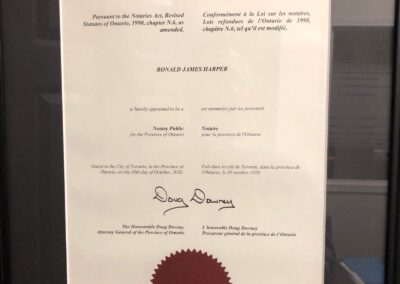 Pursuant to the Notaries Act, Revised
Statutes of Ontario, 1990, chapter N.6, as
amended,
Conformément à la Loi sur les notaires,
Lois refondues de l'Ontario de 1990,
chapitre N.6, tel qu'il est modifié,
RONALD JAMES HARPER
is hereby appointed to be a
est nommé(e) par les présentes
Notary Public
for the Province of Ontario
Notaire
pour la province de l'Ontario
Dated in the City of Toronto, in the Province of
Ontario, on the 30th day of October, 2020
Fait dans la cité de Toronto, dans la province de
l'Ontario, le 30 octobre 2020
Doug Downey
The Honourable Doug Downey
Attorney General of the Province of Ontario
L'honorable Doug Downey
Procureur général de la province de l'Ontario